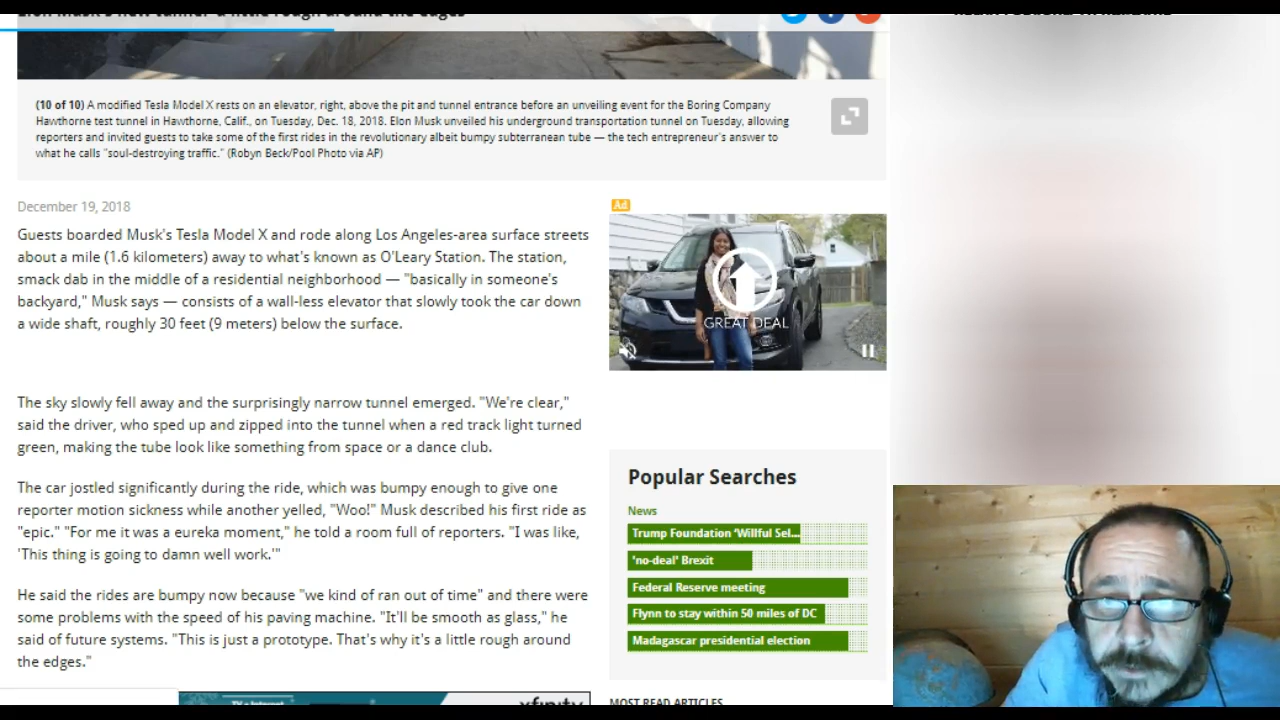 (10 of 10) A modified Tesla Model X rests on an elevator, right, above the pit and tunnel entrance before an unveiling event for the Boring Company
Hawthorne test tunnel in Hawthorne, Calif., on Tuesday, Dec. 18, 2018. Elon Musk unveiled his underground transportation tunnel on Tuesday, allowing
reporters and invited guests to take some of the first rides in the revolutionary albeit bumpy subterranean tube — the tech entrepreneur's answer to
what he calls "soul-destroying traffic." (Robyn Beck/Pool Photo via AP)
December 19, 2018
Guests boarded Musk's Tesla Model X and rode along Los Angeles-area surface streets
about a mile (1.6 kilometers) away to what's known as O'Leary Station. The station,
smack dab in the middle of a residential neighborhood — "basically in someone's
backyard," Musk says — consists of a wall-less elevator that slowly took the car down
a wide shaft, roughly 30 feet (9 meters) below the surface.
The sky slowly fell away and the surprisingly narrow tunnel emerged. "We're clear,"
said the driver, who sped up and zipped into the tunnel when a red track light turned
green, making the tube look like something from space or a dance club.
The car jostled significantly during the ride, which was bumpy enough to give one
reporter motion sickness while another yelled, "Woo!" Musk described his first ride as
"epic." "For me it was a eureka moment," he told a room full of reporters. "I was like,
'This thing is going to damn well work.'"
He said the rides are bumpy now because "we kind of ran out of time" and there were
some problems with the speed of his paving machine. "It'll be smooth as glass," he
said of future systems. "This is just a prototype. That's why it's a little rough around
the edges."
Ad
GREAT DEAL
Popular Searches
News
Trump Foundation 'Willful Sel...
'no-deal' Brexit
Federal Reserve meeting
Flynn to stay within 50 miles of DC
Madagascar presidential election
MOST READ ARTICLES
xfinity